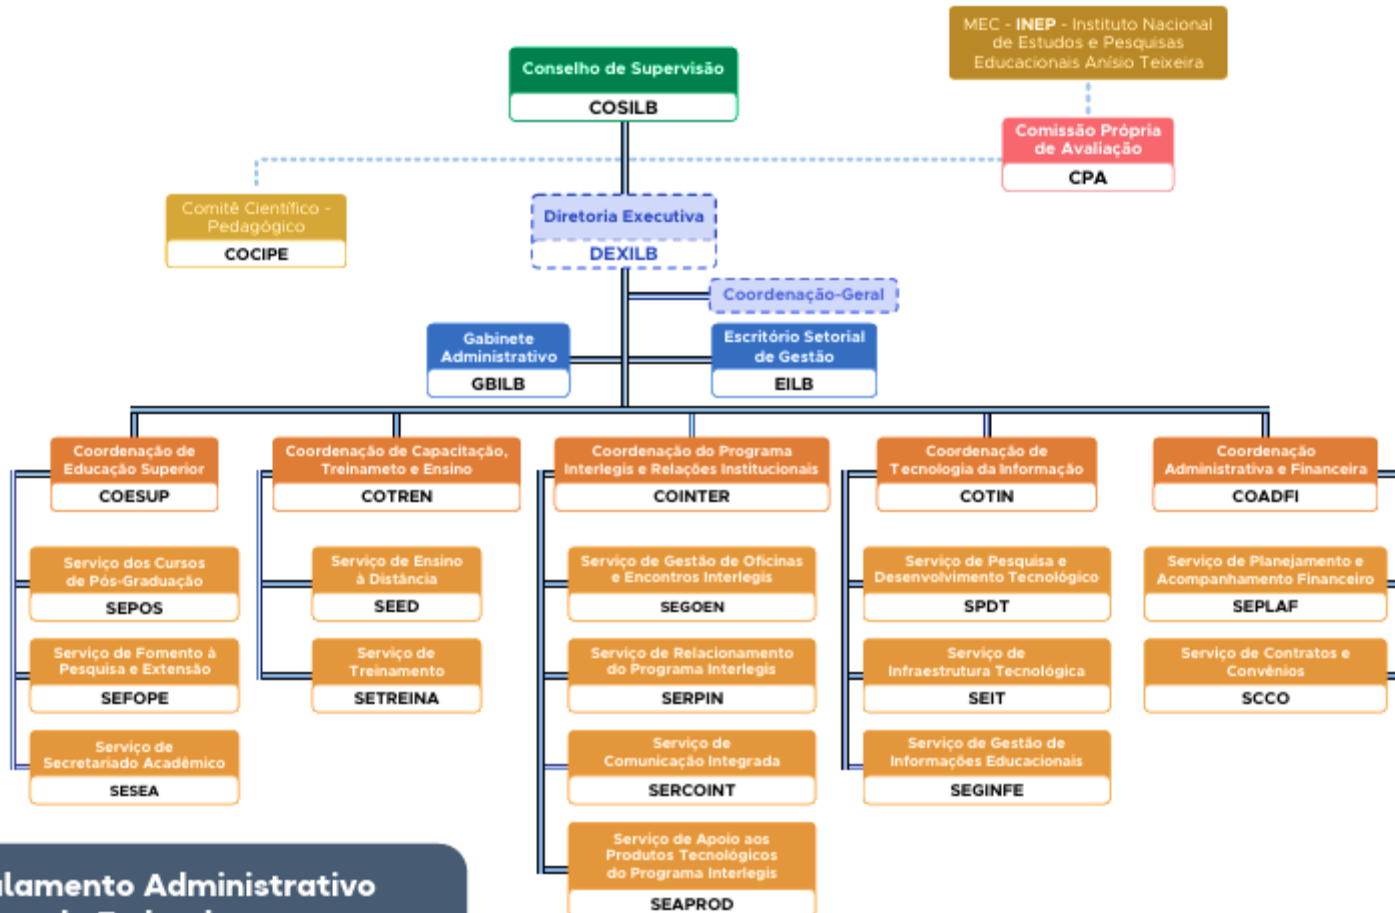 MEC - INEP - Instituto Nacional
de Estudos e Pesquisas
Educacionais Anísio Teixeira
Conselho de Supervisão
COSILB
Comissão Própria
de Avaliação
CPA
Comitê Científico -
Pedagógico
COCIPE
Diretoria Executiva
DEXILB
Coordenação-Geral
Gabinete
Administrativo
GBILB
Escritório Setorial
de Gestão
EILB
Coordenação de
Educação Superior
COESUP
Coordenação de Capacitação,
Treinameto e Ensino
COTREN
Coordenação do Programa
Interlegis e Relações Institucionais
COINTER
Coordenação de
Tecnologia da Informação
COTIN
Coordenação
Administrativa e Financeira
COADFI
Serviço dos Cursos
de Pós-Graduação
SEPOS
Serviço de Ensino
à Distância
SEED
Serviço de Gestão de Oficinas
e Encontros Interlegis
SEGOEN
Serviço de Pesquisa e
Desenvolvimento Tecnológico
SPDT
Serviço de Planejamento e
Acompanhamento Financeiro
SEPLAF
Serviço de Fomento à
Pesquisa e Extensão
SEFOPE
Serviço de
Treinamento
SETREINA
Serviço de Relacionamento
do Programa Interlegis
SERPIN
Serviço de
Infraestrutura Tecnológica
SEIT
Serviço de Contratos e
Convênios
SCCO
Serviço de
Secretariado Acadêmico
SESEA
Serviço de
Comunicação Integrada
SERCOINT
Serviço de Gestão de
Informações Educacionais
SEGINFE
Serviço de Apoio aos
Produtos Tecnológicos
do Programa Interlegis
SEAPROD
lamento Administrativo